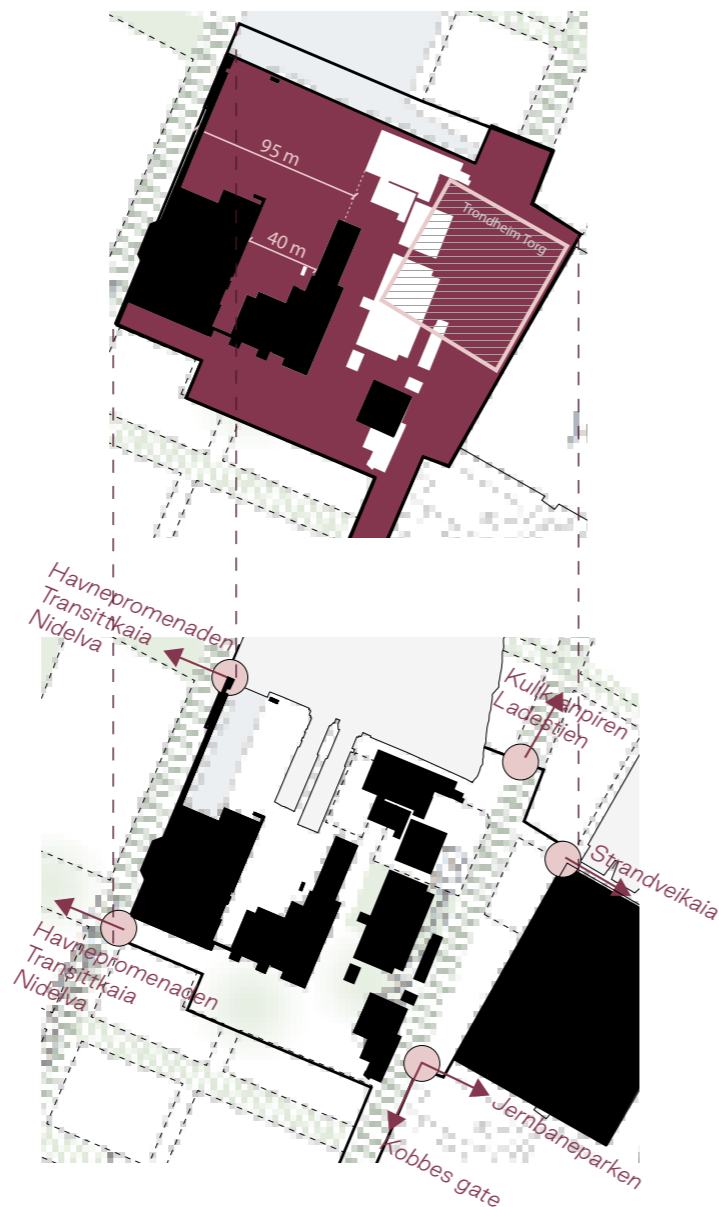 95 m
40 m
Trondheim Torg
Havnepromenaden
Transittkaia
Nidelva
Kullkranpiren
Ladestien
Strandveikaia
Havnepromenaden
Transittkaia
Nidelva
Jernbaneparken
Kobbes gate